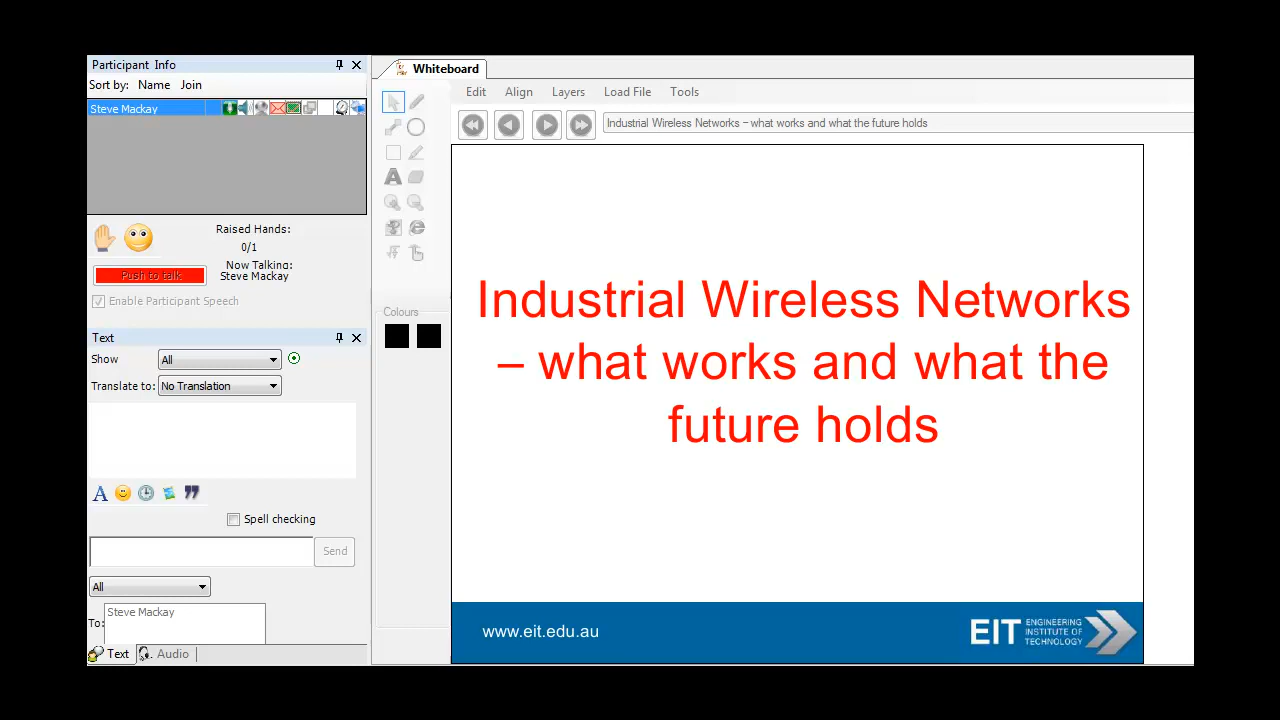 Participant Info
Sort by: Name Join
Steve Mackay
Raised Hands:
0/1
Now Talking:
Steve Mackay
Push to talk
Enable Participant Speech
Text
Show All
Translate to: No Translation
Spell checking
Send
All
To: Steve Mackay
Text Audio
Whiteboard
Edit Align Layers Load File Tools
Industrial Wireless Networks – what works and what the future holds
Colours
Industrial Wireless Networks
– what works and what the
future holds
www.eit.edu.au
EIT ENGINEERING
INSTITUTE OF
TECHNOLOGY